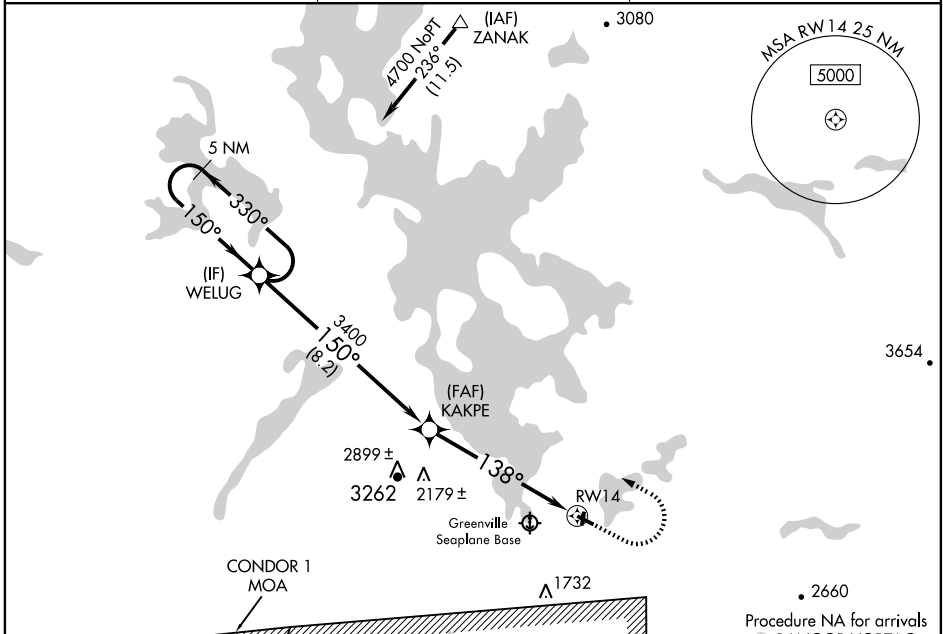 (IAF)
ZANAK
3080
MSA RW14 25 NM
5000
4700 NoPT
236°
(11.5)
5 NM
330°
150°
(IF)
WELUG
3400
150°
(8.2)
3654
(FAF)
KAKPE
2899 ±
3262
2179 ±
138°
RW14
Greenville
Seaplane Base
CONDOR 1
MOA
1732
2660
Procedure NA for arrivals